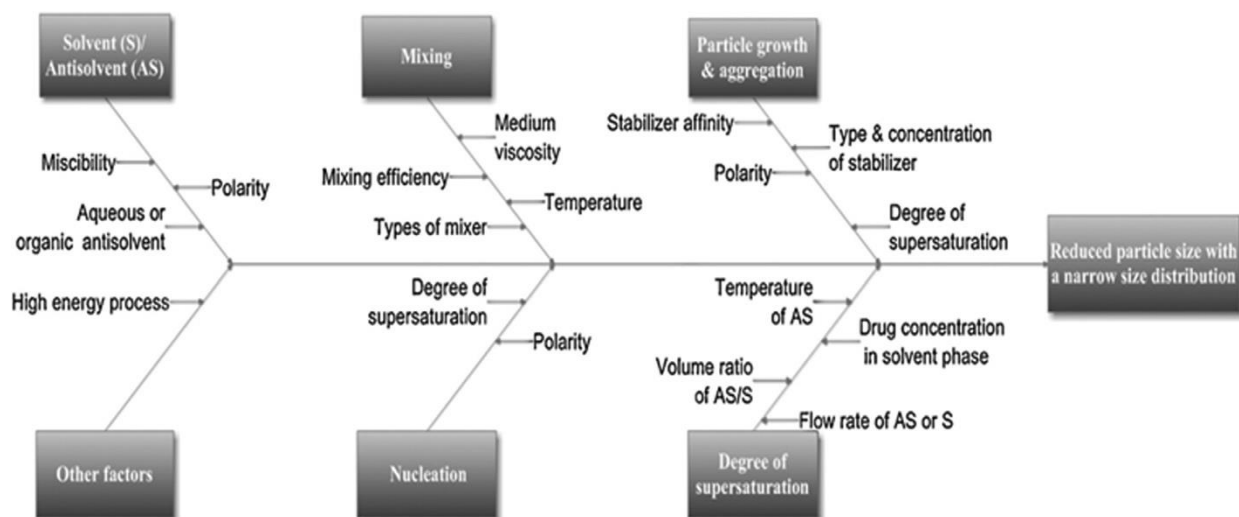 Solvent (S)/
Antisolvent (AS)
Mixing
Particle growth
& aggregation
Miscibility
Polarity
Aqueous or
organic antisolvent
Medium
viscosity
Mixing efficiency
Temperature
Types of mixer
Stabilizer affinity
Type & concentration
of stabilizer
Polarity
Degree of
supersaturation
Reduced particle size with
a narrow size distribution
High energy process
Degree of
supersaturation
Polarity
Temperature
of AS
Drug concentration
in solvent phase
Volume ratio
of AS/S
Flow rate of AS or S
Other factors
Nucleation
Degree of
supersaturation